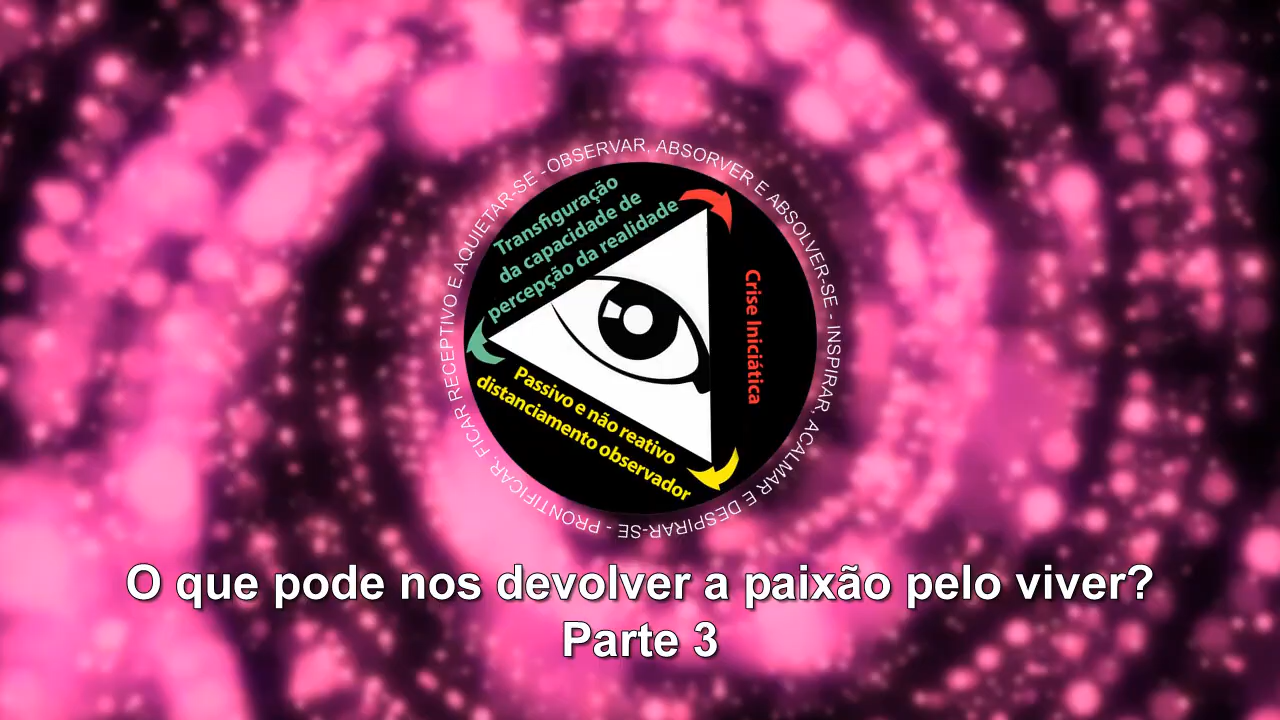 OBSERVAR, ABSORVER E ABSOLVER-SE - INSPIRAR, ACALMAR E DESPIRAR-SE - PRONTIFICAR, FICAR RECEPTIVO E AQUIETAR-SE -
Transfiguração
da capacidade de
percepção da realidade
Crise Iniciática
Passivo e não reativo
distanciamento observador
O que pode nos devolver a paixão pelo viver?
Parte 3